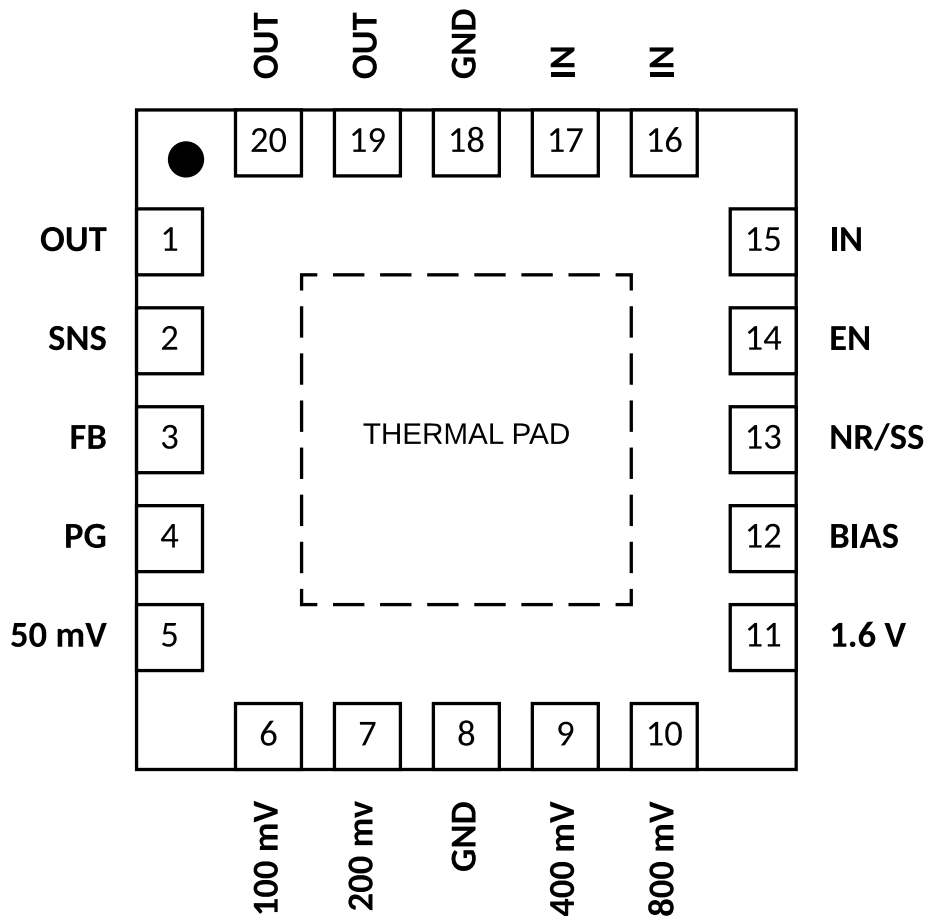 OUT
OUT
GND
IN
IN
20
19
18
17
16
OUT 1
15 IN
SNS 2
14 EN
FB 3
THERMAL PAD
13 NR/SS
PG 4
12 BIAS
50 mV 5
11 1.6 V
6
7
8
9
10
100 mV
200 mv
GND
400 mV
800 mV